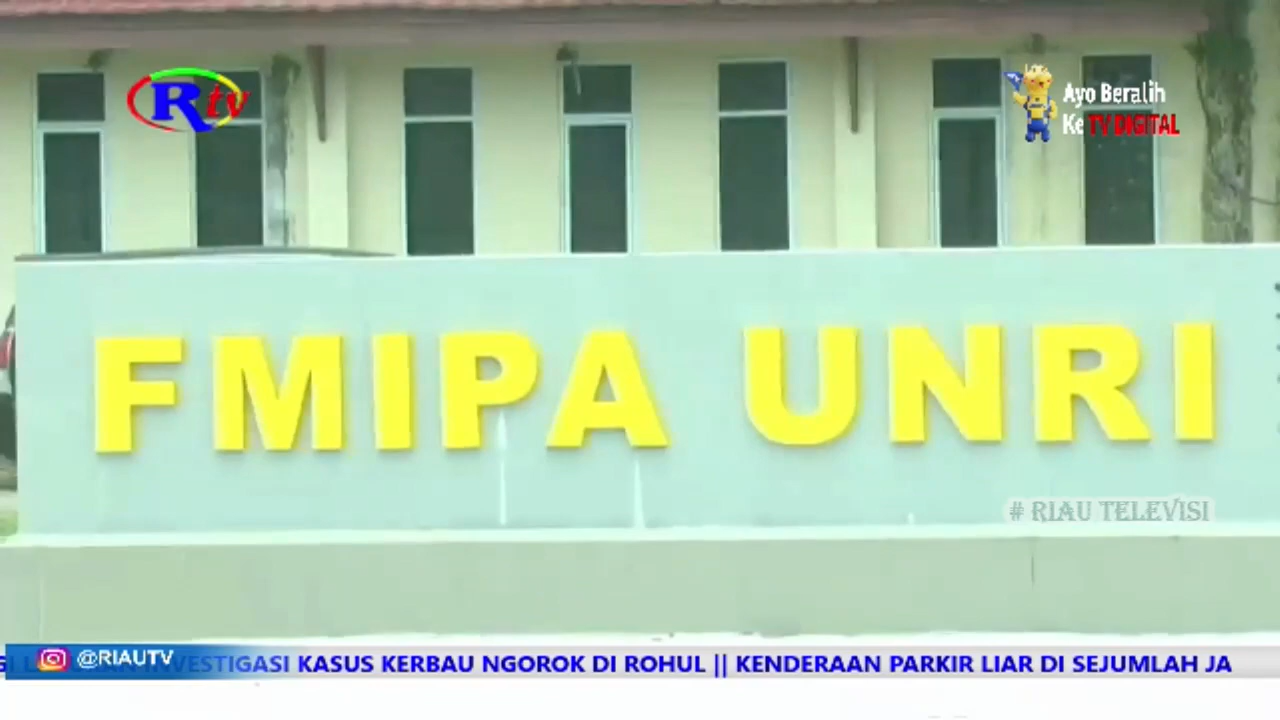 Rtv
Ayo Beralih
Ke TV DIGITAL
FMIPA UNRI
# RIAU TELEVISI
@RIAUTV
VESTIGASI KASUS KERBAU NGOROK DI ROHUL || KENDERAAN PARKIR LIAR DI SEJUMLAH JA